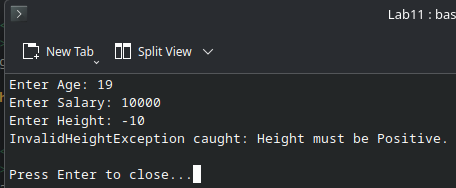 Lab11 : bas
New Tab
Split View
Enter Age: 19
Enter Salary: 10000
Enter Height: -10
InvalidHeightException caught: Height must be Positive.
Press Enter to close...